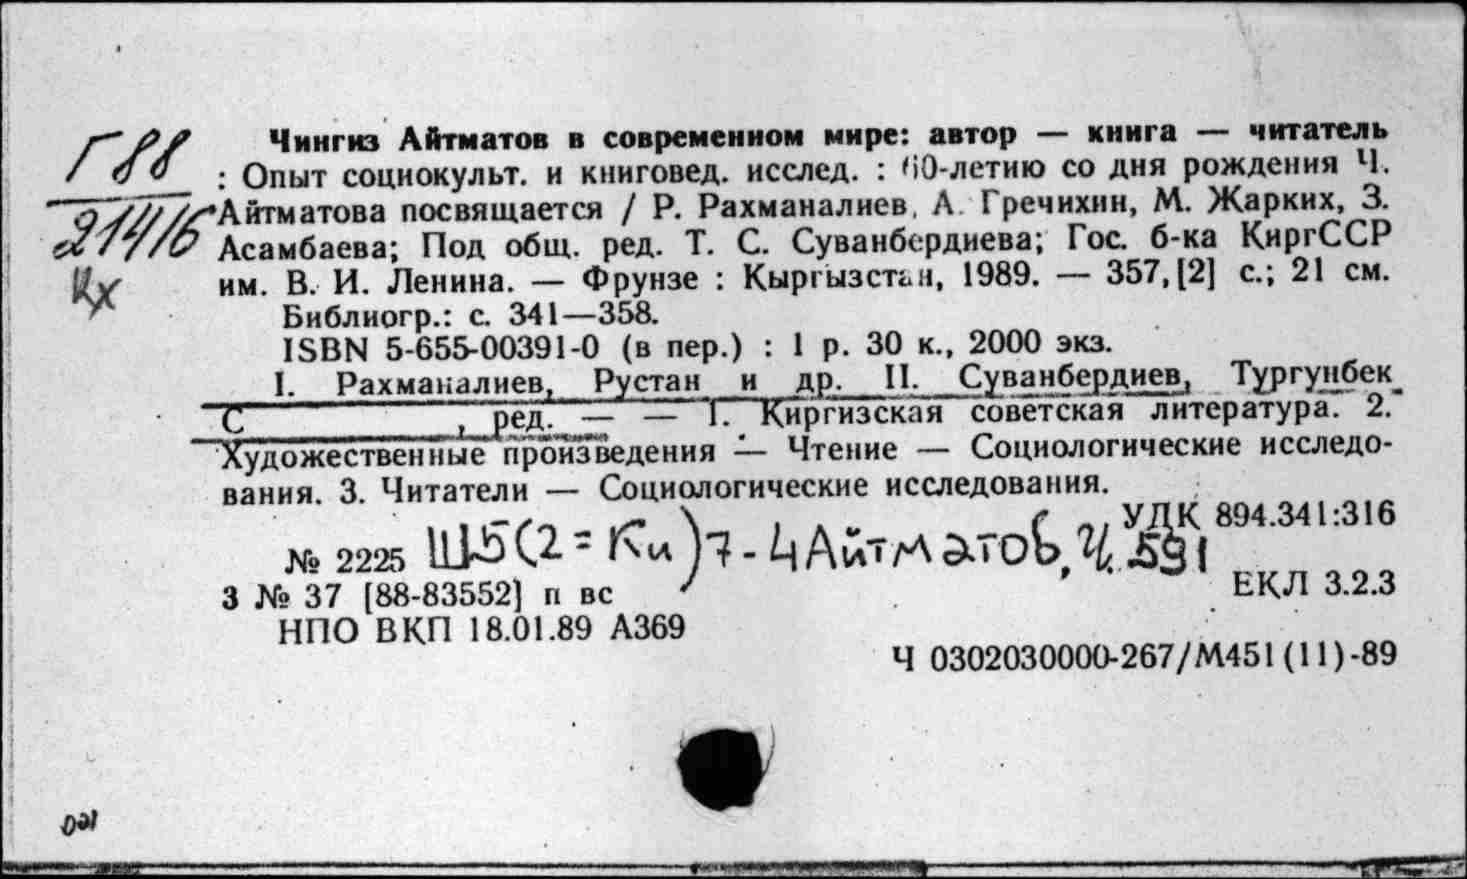 Г88
214/6
Кх
Чингиз Айтматов в современном мире: автор — книга — читатель
: Опыт социокульт. и книговед. исслед. : 60-летию со дня рождения Ч.
Айтматова посвящается / Р. Рахманалиев, А. Гречихин, М. Жарких, З.
Асамбаева; Под общ. ред. Т. С. Суванбердиева; Гос. б-ка КиргССР
им. В. И. Ленина. — Фрунзе : Кыргызстан, 1989. — 357, [2] с.; 21 см.
Библиогр.: с. 341—358.
ISBN 5-655-00391-0 (в пер.) : 1 р. 30 к., 2000 экз.
I. Рахманалиев, Рустан и др. II. Суванбердиев, Тургунбек
С , ред. — — 1. Киргизская советская литература. 2.
Художественные произведения — Чтение — Социологические исследо-
вания. 3. Читатели — Социологические исследования.
УДК 894.341:316
№ 2225 Ш5(2=Ки)7-4Айтматов, Ч. 591
ЕКЛ 3.2.3
3 № 37 [88-83552] п вс
НПО ВКП 18.01.89 А369
Ч 0302030000-267/М451(11)-89